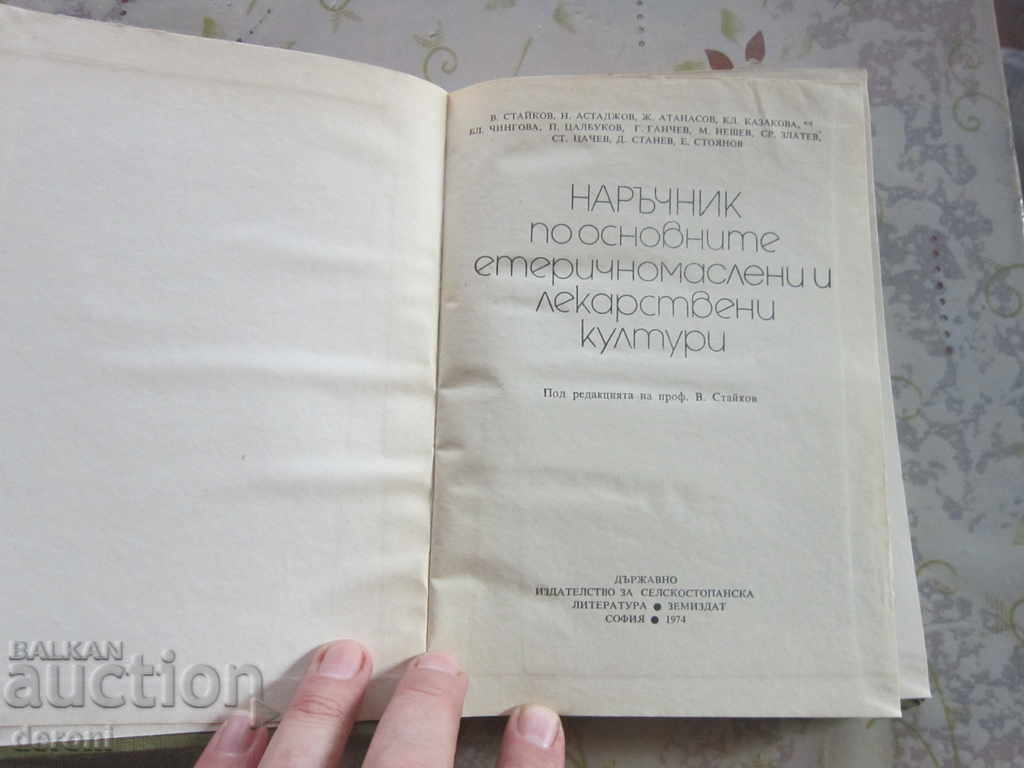 В. СТАЙКОВ, Н. АСТАДЖОВ, Ж. АТАНАСОВ, КЛ. КАЗАКОВА,
КЛ. ЧИНГОВА, П. ЦАЛБУКОВ, Г. ГАНЧЕВ, М. НЕШЕВ, СР. ЗЛАТЕВ,
СТ. ЦАЧЕВ, Д. СТАНЕВ, Е. СТОЯНОВ
НАРЪЧНИК
по основните
етеричномаслени и
лекарствени
култури
Под редакцията на проф. В. Стайков
ДЪРЖАВНО
ИЗДАТЕЛСТВО ЗА СЕЛСКОСТОПАНСКА
ЛИТЕРАТУРА ● ЗЕМИЗДАТ
СОФИЯ ● 1974
BALKAN
auction
deroni